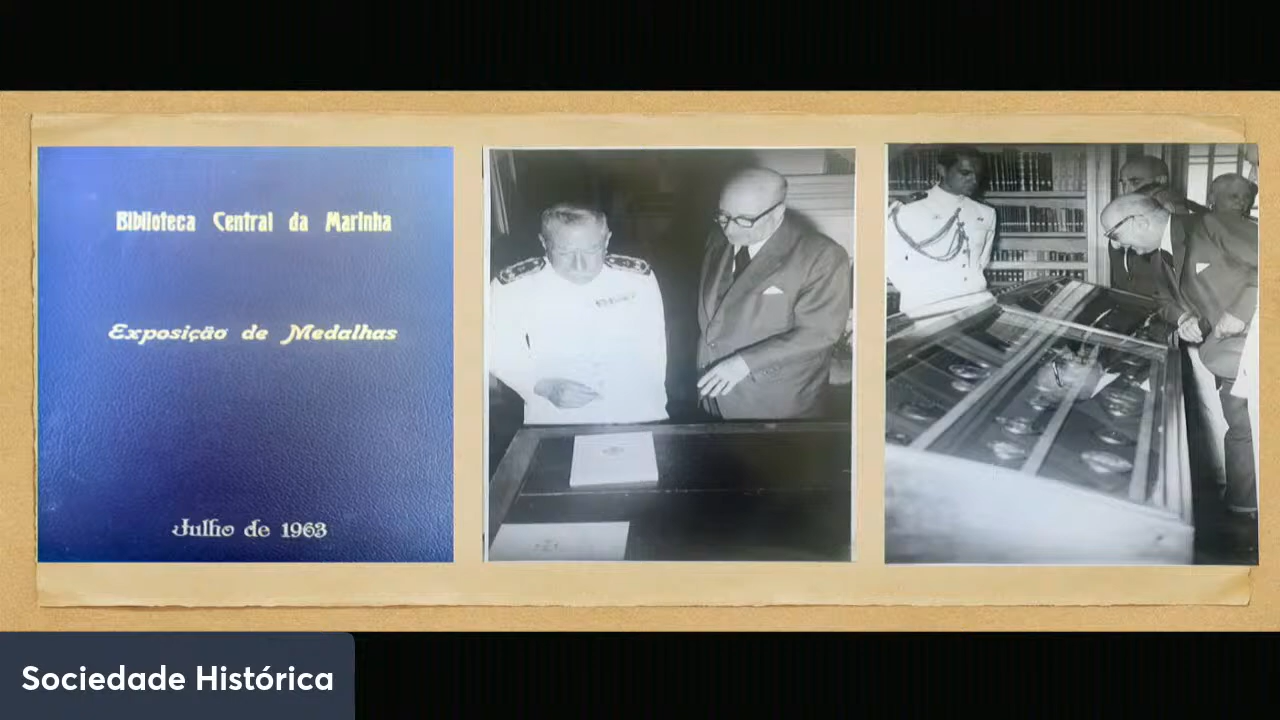 Biblioteca Central da Marinha
Exposição de Medalhas
Julho de 1963
Sociedade Histórica